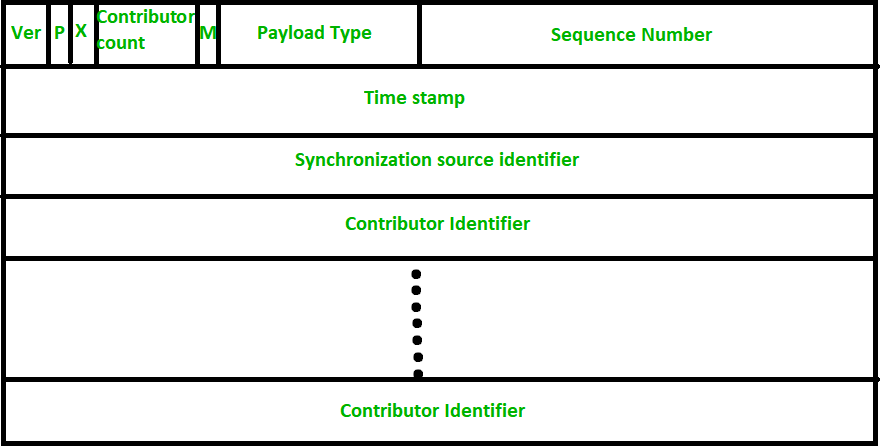 Ver P X Contributor count M Payload Type Sequence Number
Time stamp
Synchronization source identifier
Contributor Identifier
Contributor Identifier